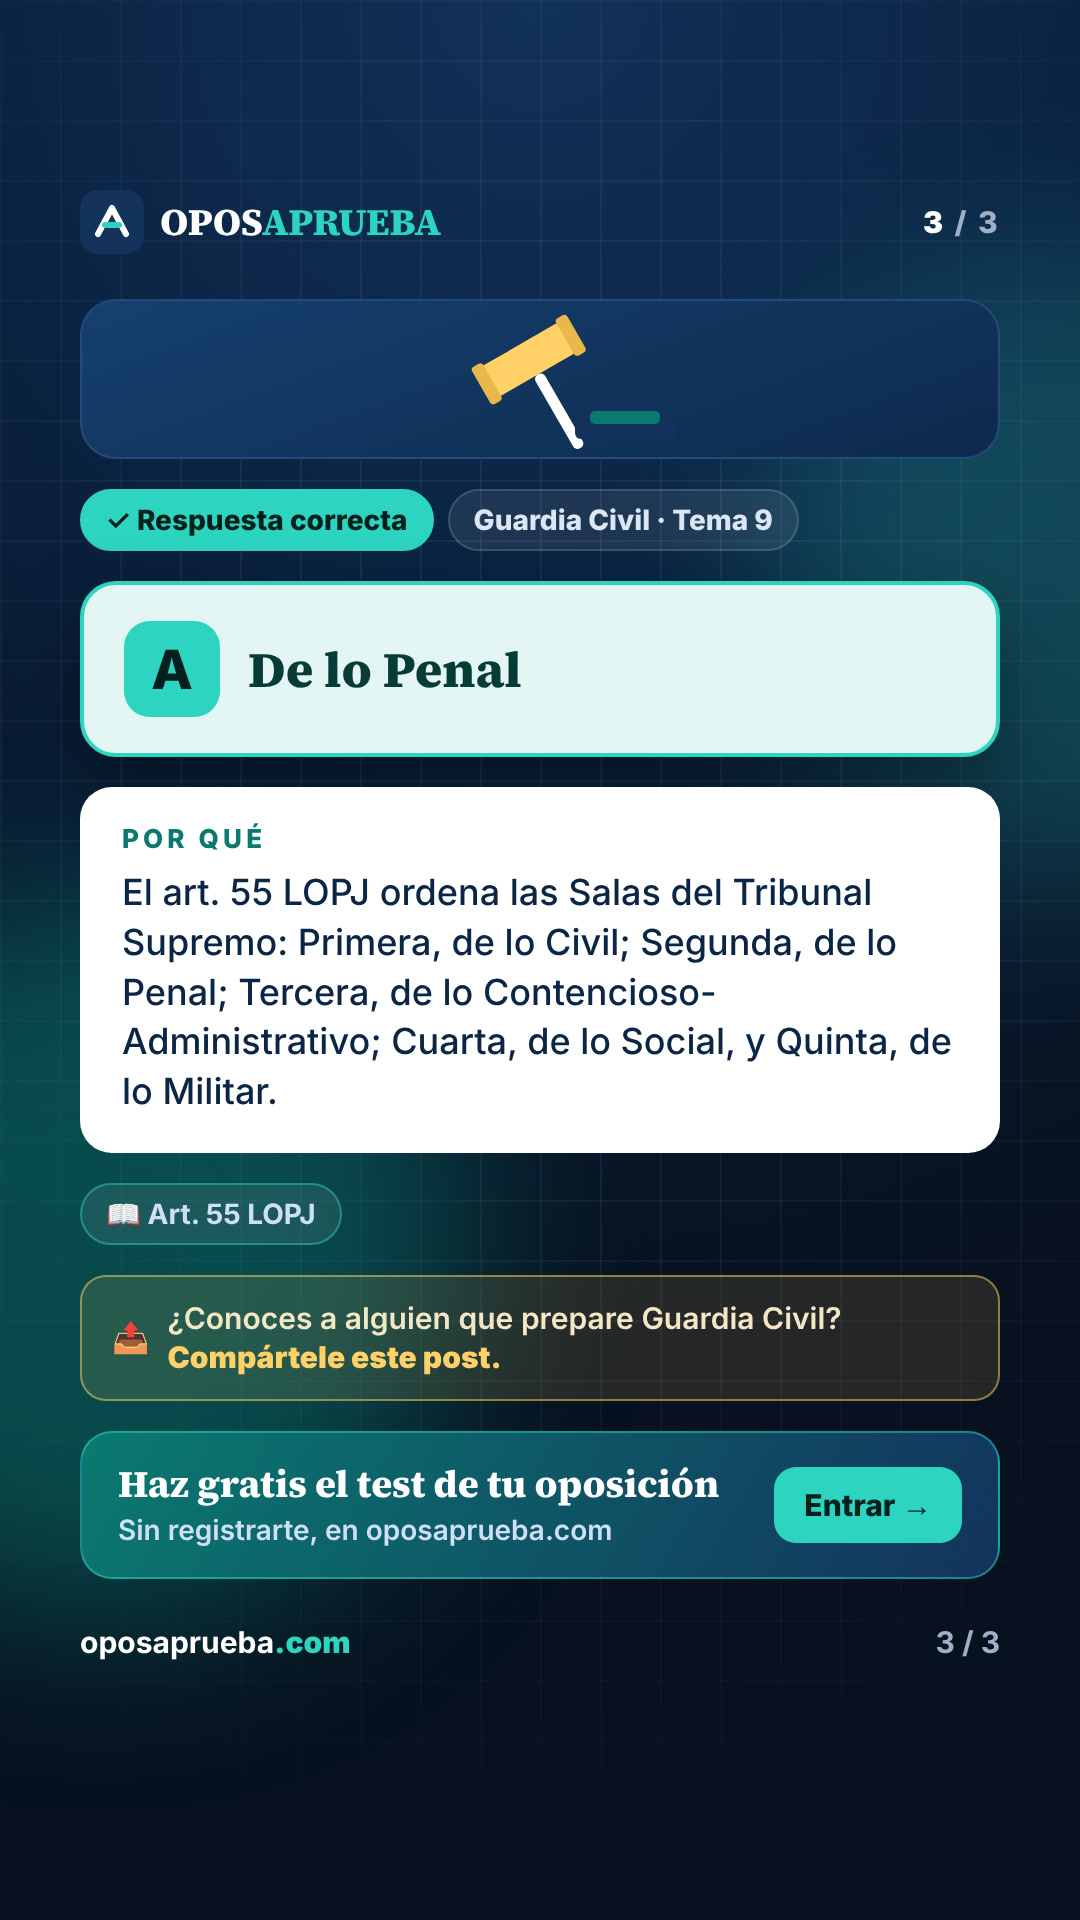 OPOSAPRUEBA
3 / 3
✓ Respuesta correcta
Guardia Civil · Tema 9
A
De lo Penal
POR QUÉ
El art. 55 LOPJ ordena las Salas del Tribunal
Supremo: Primera, de lo Civil; Segunda, de lo
Penal; Tercera, de lo Contencioso-
Administrativo; Cuarta, de lo Social, y Quinta, de
lo Militar.
📖 Art. 55 LOPJ
📤 ¿Conoces a alguien que prepare Guardia Civil?
Compártele este post.
Haz gratis el test de tu oposición
Sin registrarte, en oposaprueba.com
Entrar →
oposaprueba.com
3 / 3